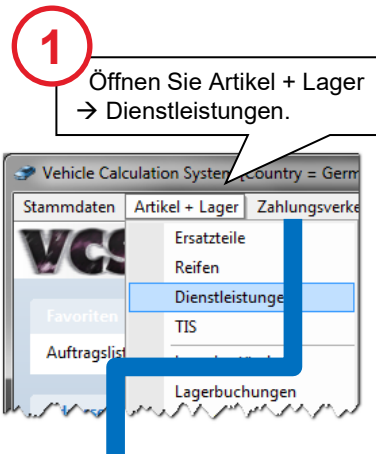 1
Öffnen Sie Artikel + Lager
→ Dienstleistungen.
Vehicle Calculation System [Country = Germ
Stammdaten Artikel + Lager Zahlungsverke
VCS
Ersatzteile
Reifen
Dienstleistunge
Favoriten
TIS
Auftragslist
Lagerbuchungen